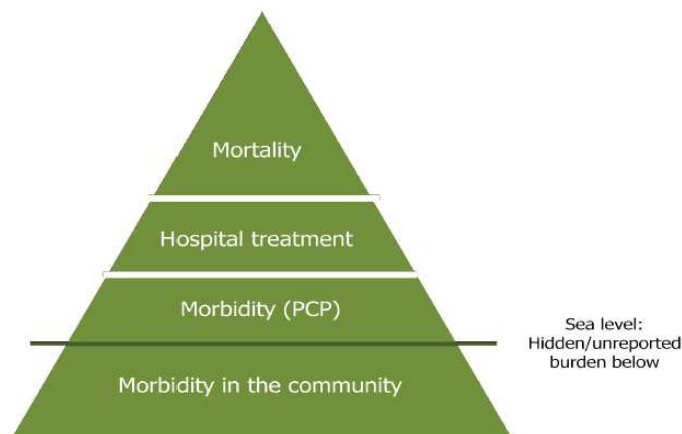 Mortality
Hospital treatment
Morbidity (PCP)
Sea level:
Hidden/unreported
burden below
Morbidity in the community